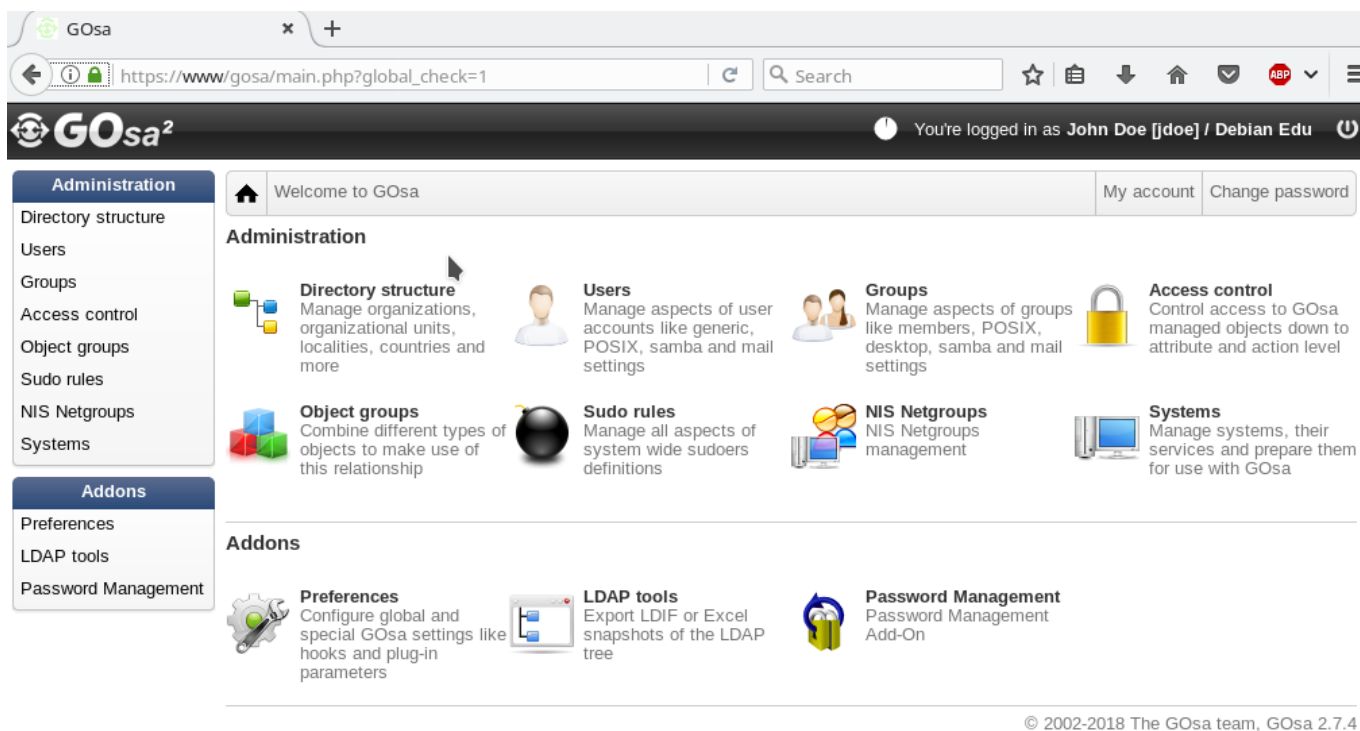 GOsa
https://www/gosa/main.php?global_check=1
Search
ABP
GOsa²
You're logged in as John Doe [jdoe] / Debian Edu
Administration
Directory structure
Users
Groups
Access control
Object groups
Sudo rules
NIS Netgroups
Systems
Addons
Preferences
LDAP tools
Password Management
Welcome to GOsa
My account
Change password
Administration
Directory structure
Manage organizations,
organizational units,
localities, countries and
more
Users
Manage aspects of user
accounts like generic,
POSIX, samba and mail
settings
Groups
Manage aspects of groups
like members, POSIX,
desktop, samba and mail
settings
Access control
Control access to GOsa
managed objects down to
attribute and action level
Object groups
Combine different types of
objects to make use of
this relationship
Sudo rules
Manage all aspects of
system wide sudoers
definitions
NIS Netgroups
NIS Netgroups
management
Systems
Manage systems, their
services and prepare them
for use with GOsa
Addons
Preferences
Configure global and
special GOsa settings like
hooks and plug-in
parameters
LDAP tools
Export LDIF or Excel
snapshots of the LDAP
tree
Password Management
Password Management
Add-On
© 2002-2018 The GOsa team, GOsa 2.7.4